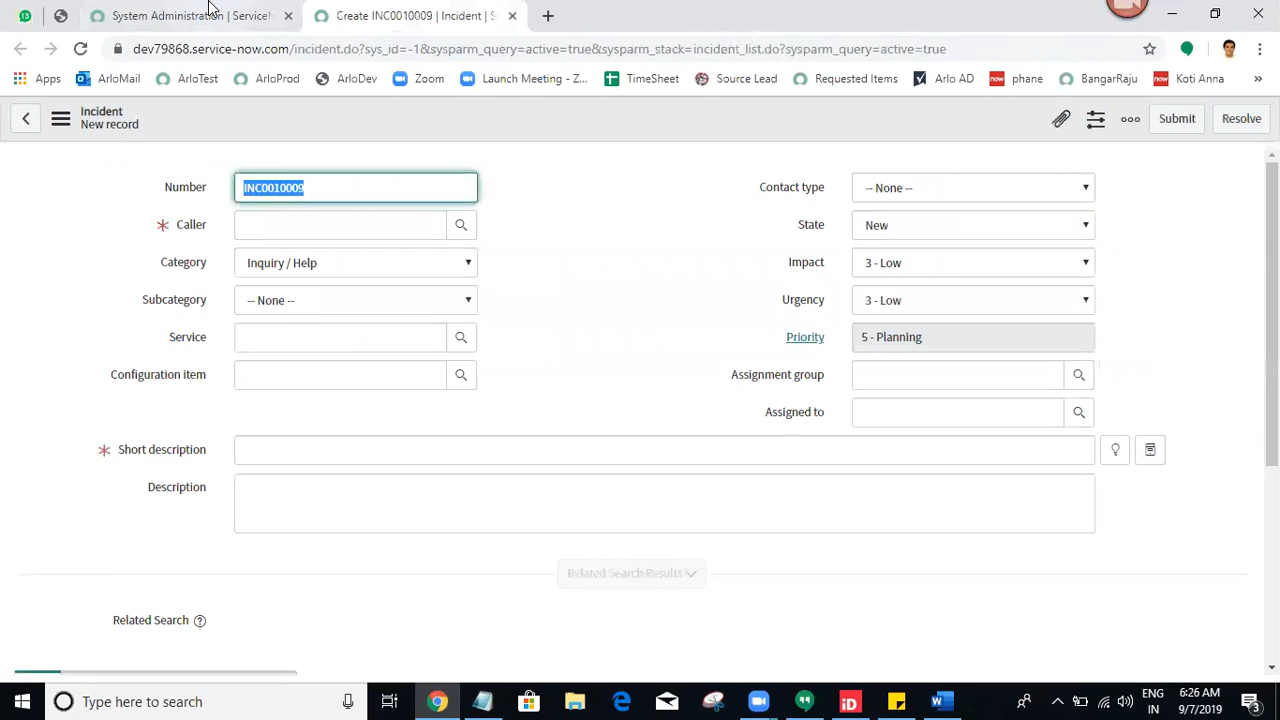 13 System Administration | Service Create INC0010009 | Incident | S
dev79868.service-now.com/incident.do?sys_id=-1&sysparm_query=active=true&sysparm_stack=incident_list.do?sysparm_query=active=true
Apps ArloMail ArloTest ArloProd ArloDev Zoom Launch Meeting - Z... TimeSheet Source Lead Requested Items Arlo AD now phane BangarRaju now Koti Anna »
Incident
New record
Submit Resolve
Number INC0010009 Contact type -- None --
Caller State New
Category Inquiry / Help Impact 3 - Low
Subcategory -- None -- Urgency 3 - Low
Service Priority 5 - Planning
Configuration item Assignment group
Assigned to
Short description
Description
Related Search Results
Related Search ?
Type here to search iD ENG 6:26 AM
IN 9/7/2019 3